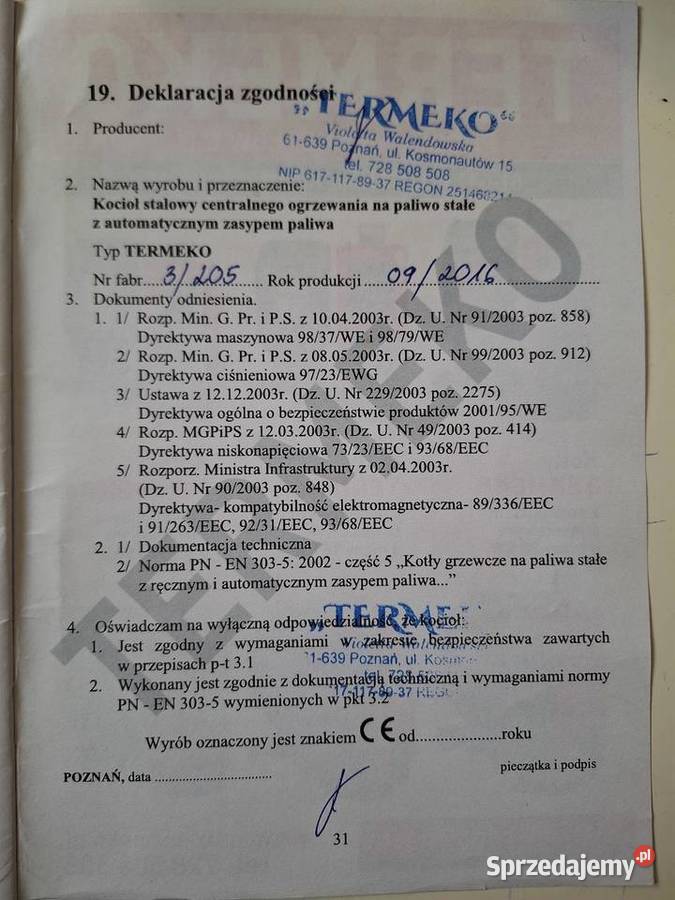 19. Deklaracja zgodności
„TERMEKO“
1. Producent:
Violetta Walendowska
61-639 Poznań, ul. Kosmonautów 15
tel. 728 508 508
NIP 617-117-89-37 REGON
2. Nazwą wyrobu i przeznaczenie:
Kocioł stalowy centralnego ogrzewania na paliwo stałe
z automatycznym zasypem paliwa
Typ TERMEKO
Nr fabr....3/205...... Rok produkcji.....09/2016.....
3. Dokumenty odniesienia.
1. 1/ Rozp. Min. G. Pr. i P.S. z 10.04.2003r. (Dz. U. Nr 91/2003 poz. 858)
Dyrektywa maszynowa 98/37/WE i 98/79/WE
2/ Rozp. Min. G. Pr. i P.S. z 08.05.2003r. (Dz. U. Nr 99/2003 poz. 912)
Dyrektywa ciśnieniowa 97/23/EWG
3/ Ustawa z 12.12.2003r. (Dz. U. Nr 229/2003 poz. 2275)
Dyrektywa ogólna o bezpieczeństwie produktów 2001/95/WE
4/ Rozp. MGPiPS z 12.03.2003r. (Dz. U. Nr 49/2003 poz. 414)
Dyrektywa niskonapięciowa 73/23/EEC i 93/68/EEC
5/ Rozporz. Ministra Infrastruktury z 02.04.2003r.
(Dz. U. Nr 90/2003 poz. 848)
Dyrektywa- kompatybilność elektromagnetyczna- 89/336/EEC
i 91/263/EEC, 92/31/EEC, 93/68/EEC
2. 1/ Dokumentacja techniczna
2/ Norma PN - EN 303-5: 2002 - część 5 „Kotły grzewcze na paliwa stałe
z ręcznym i automatycznym zasypem paliwa...”
TERMEKO
„TERMEKO
4. Oświadczam na wyłączną odpowiedzialność, że kocioł:
1. Jest zgodny z wymaganiami w zakresie bezpieczeństwa zawartych
w przepisach p-t 3.1
1-639 Poznań, ul.
2. Wykonany jest zgodnie z dokumentacją techniczną i wymaganiami normy
PN - EN 303-5 wymienionych w pkt 3.2
17-117-89-37
Wyrób oznaczony jest znakiem CE od......................roku
POZNAŃ, data ..................................
pieczątka i podpis
31
Sprzedajemy.pl